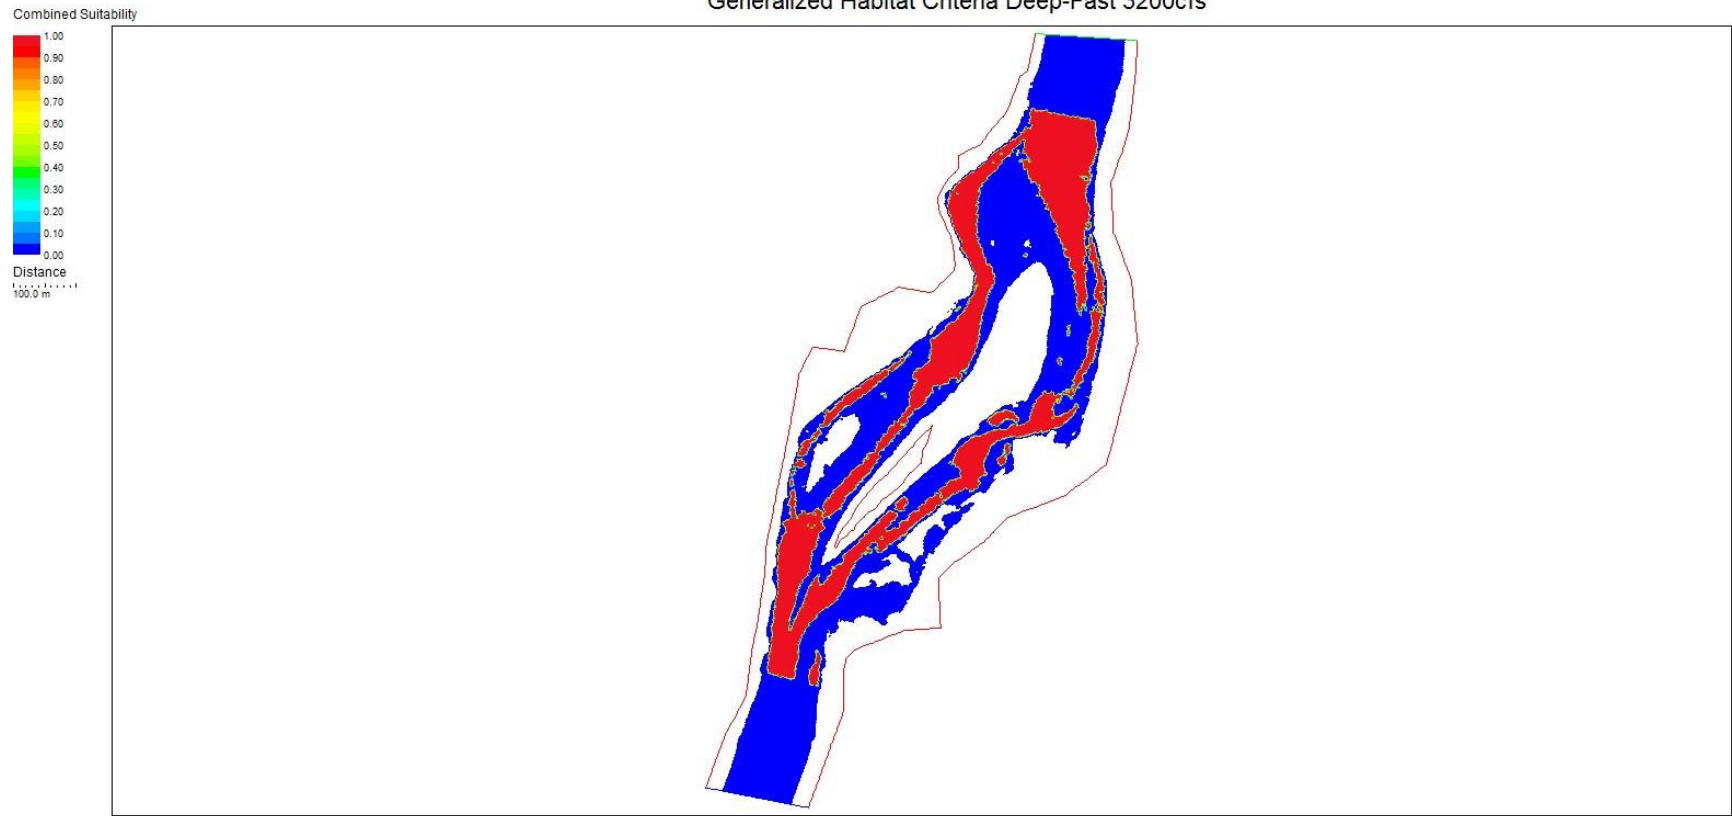 Generalized Habitat Criteria Deep-Fast 3200cfs
Combined Suitability
1.00
0.90
0.80
0.70
0.60
0.50
0.40
0.30
0.20
0.10
0.00
Distance
100.0 m